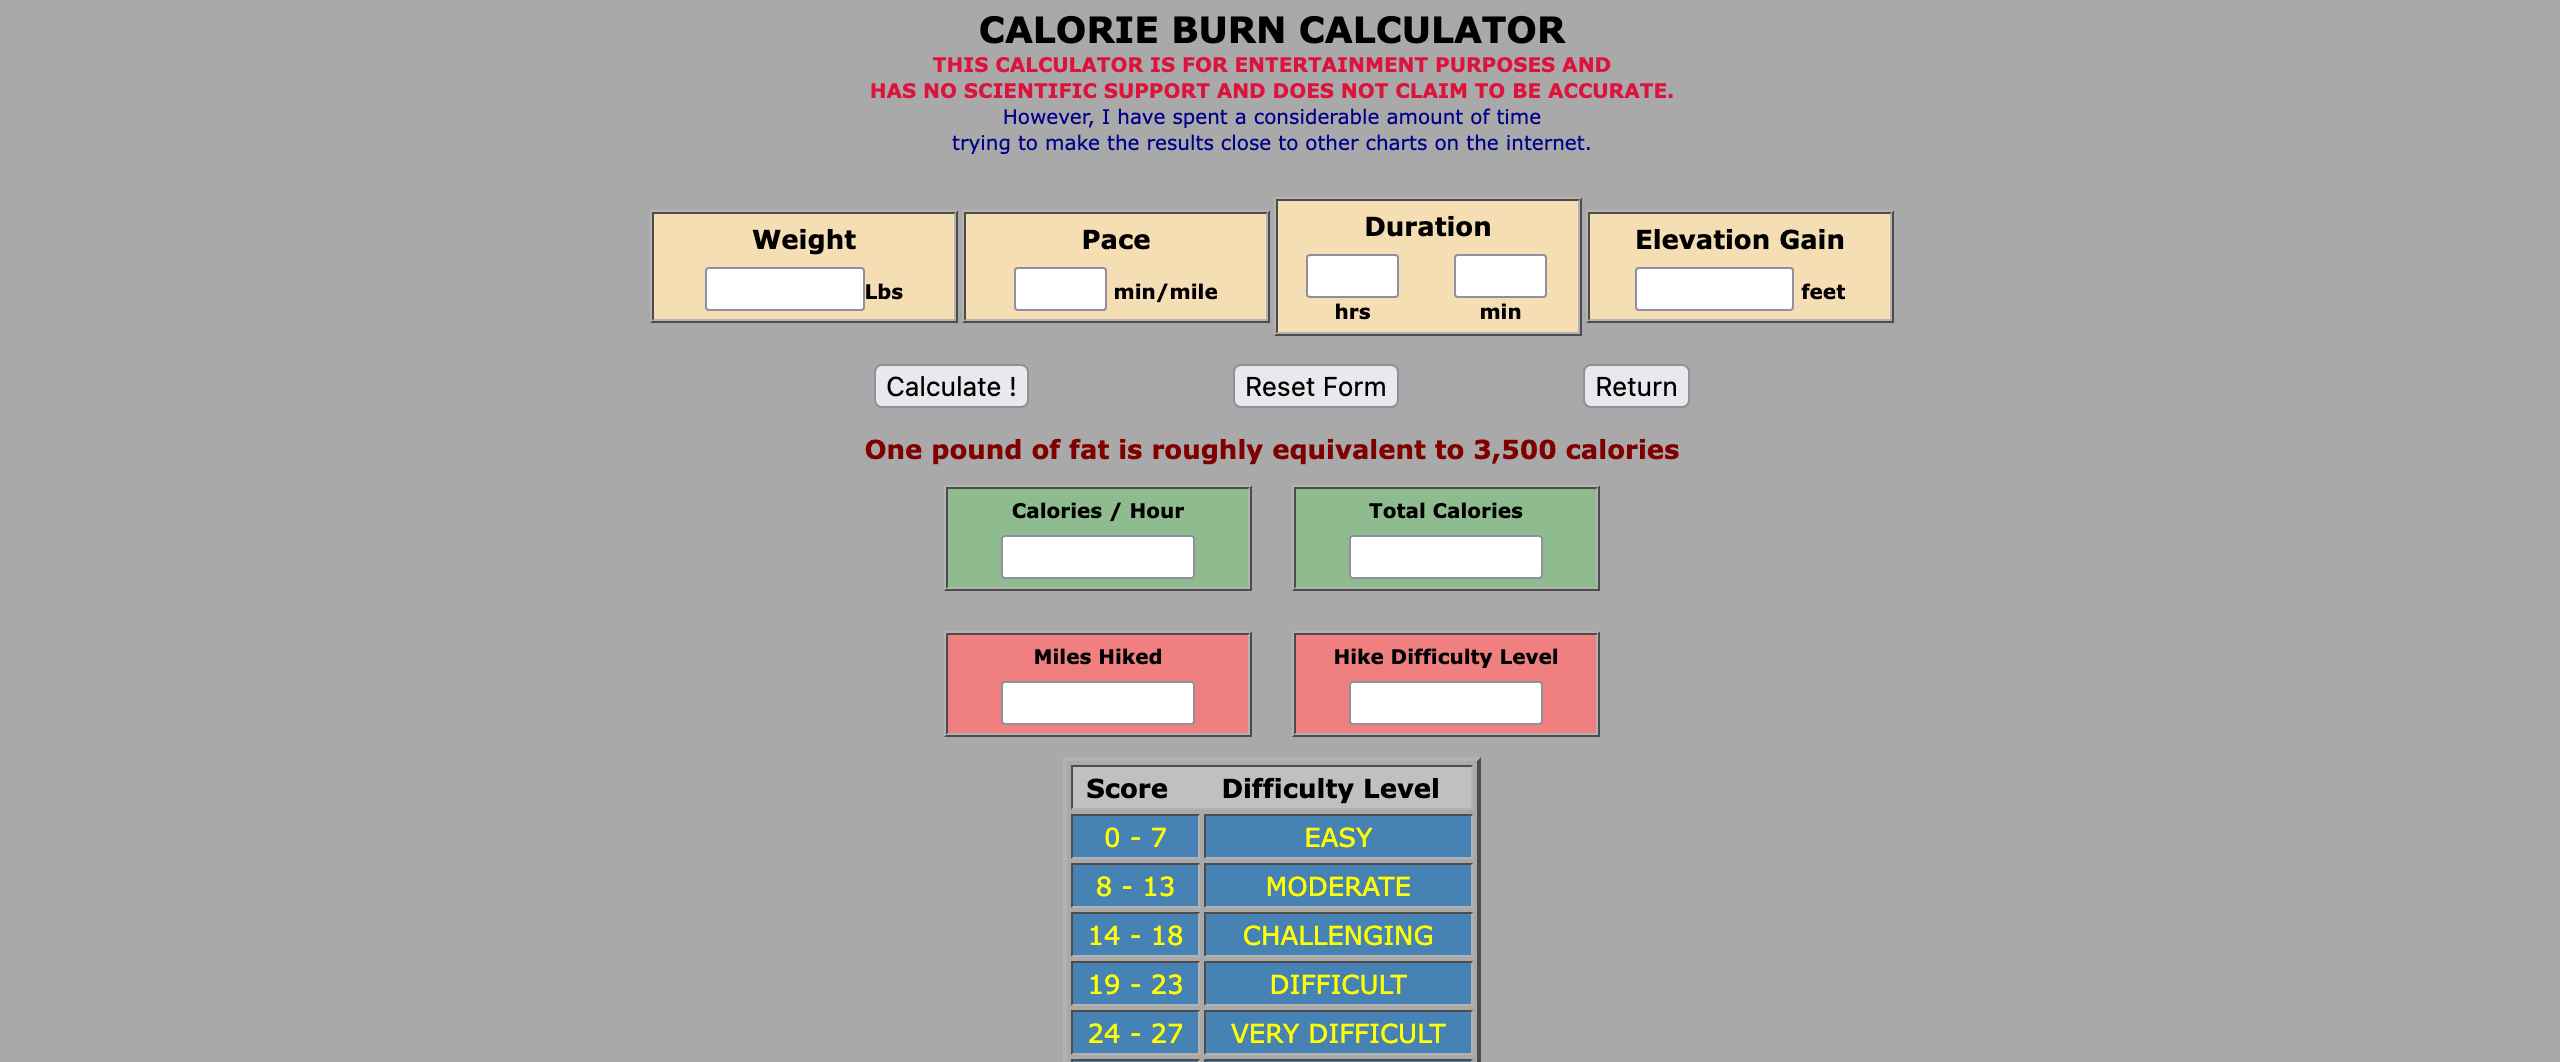 CALORIE BURN CALCULATOR
THIS CALCULATOR IS FOR ENTERTAINMENT PURPOSES AND
HAS NO SCIENTIFIC SUPPORT AND DOES NOT CLAIM TO BE ACCURATE.
However, I have spent a considerable amount of time
trying to make the results close to other charts on the internet.
Weight
Lbs
Pace
min/mile
Duration
hrs min
Elevation Gain
feet
Calculate ! Reset Form Return
One pound of fat is roughly equivalent to 3,500 calories
Calories / Hour Total Calories
Miles Hiked Hike Difficulty Level
Score Difficulty Level
0 - 7 EASY
8 - 13 MODERATE
14 - 18 CHALLENGING
19 - 23 DIFFICULT
24 - 27 VERY DIFFICULT